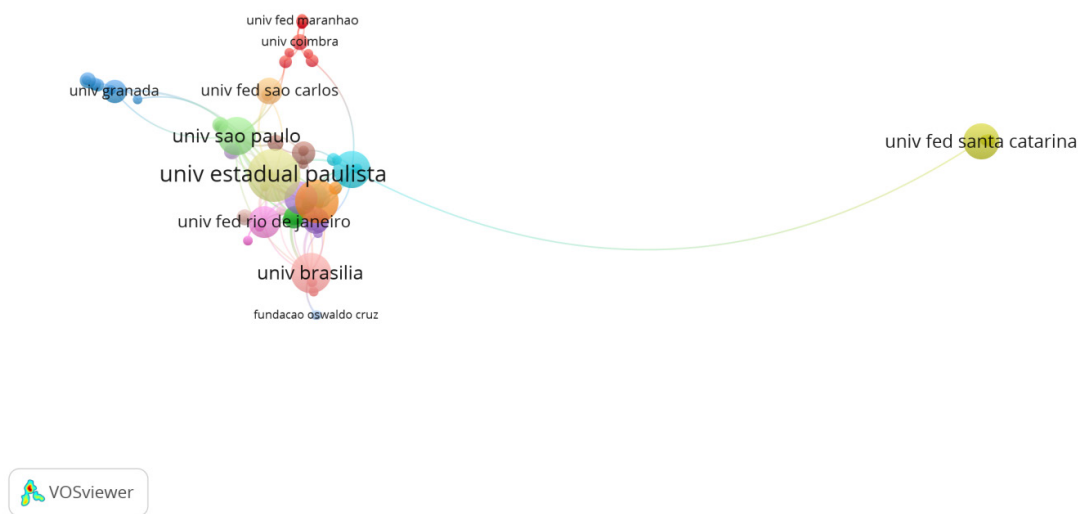 univ fed maranhao
univ coimbra
univ granada
univ fed sao carlos
univ sao paulo
univ fed santa catarina
univ estadual paulista
univ fed rio de janeiro
univ brasilia
fundacao oswaldo cruz
VOSviewer